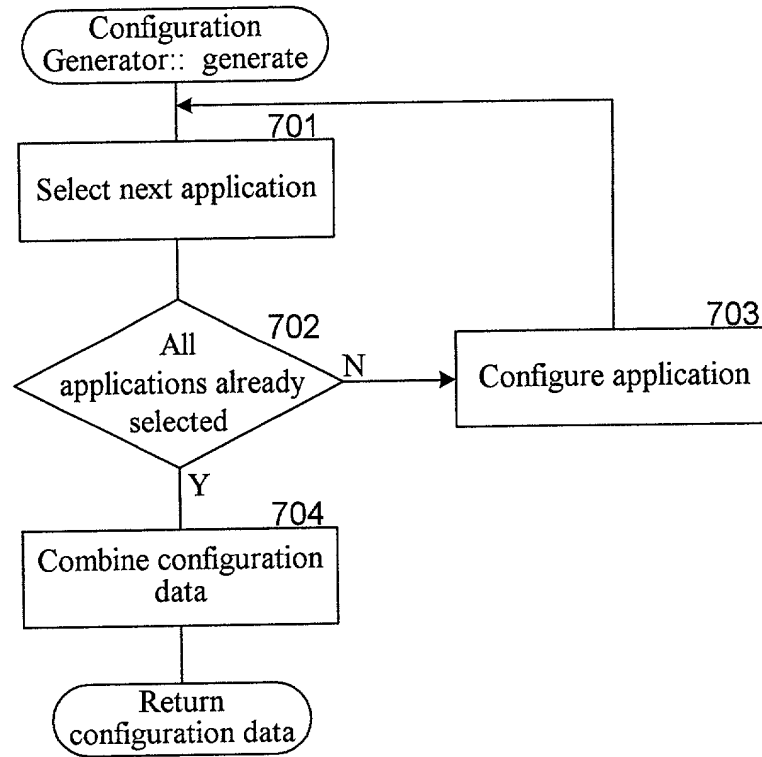 Configuration
Generator:: generate
701
Select next application
702
All
applications already
selected
N
703
Configure application
Y
704
Combine configuration
data
Return
configuration data